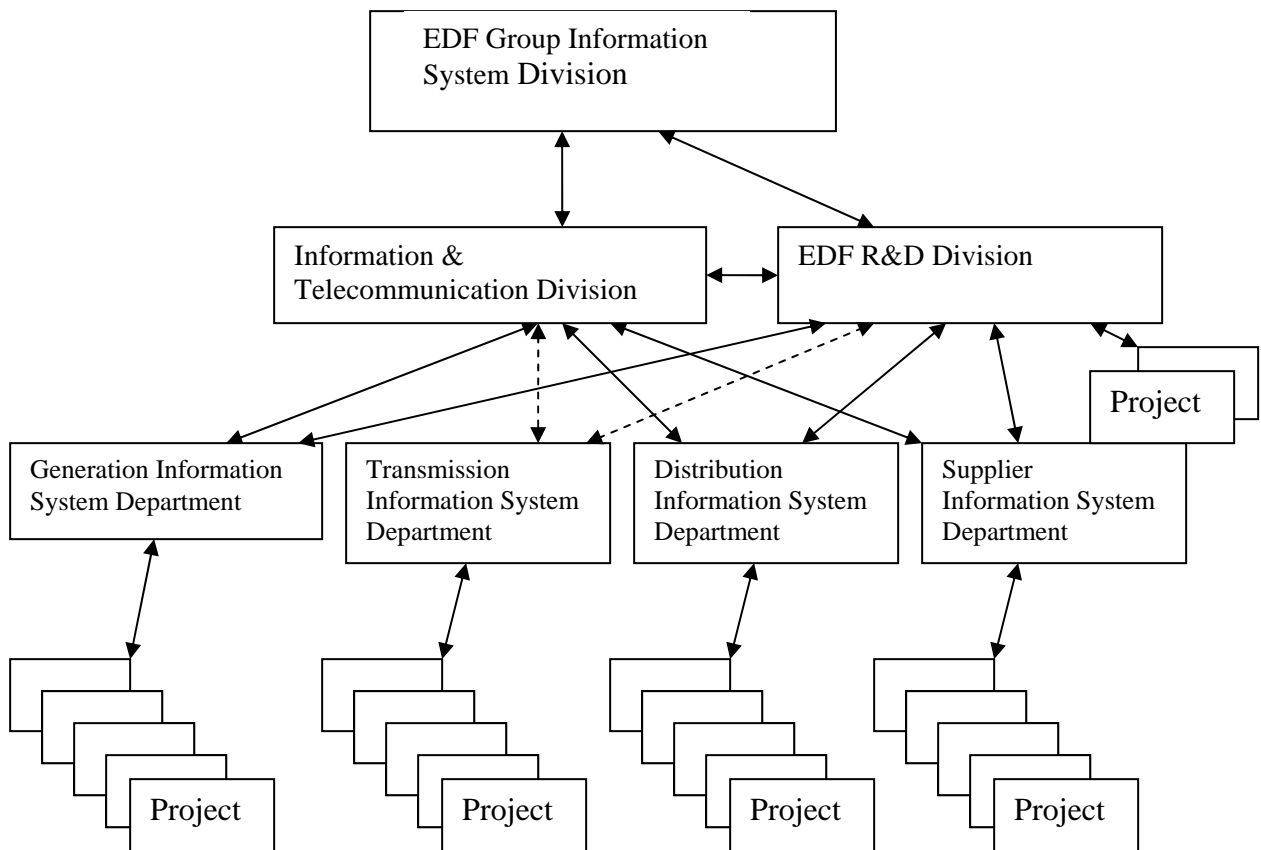 EDF Group Information
System Division
Information &
Telecommunication Division
EDF R&D Division
Project
Generation Information
System Department
Transmission
Information System
Department
Distribution
Information System
Department
Supplier
Information System
Department
Project
Project
Project
Project